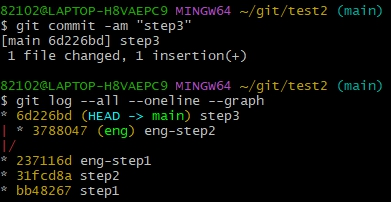 82102@LAPTOP-H8VAEPC9 MINGW64 ~/git/test2 (main)
$ git commit -am "step3"
[main 6d226bd] step3
 1 file changed, 1 insertion(+)

82102@LAPTOP-H8VAEPC9 MINGW64 ~/git/test2 (main)
$ git log --all --oneline --graph
* 6d226bd (HEAD -> main) step3
| * 3788047 (eng) eng-step2
|/
* 237116d eng-step1
* 31fcd8a step2
* bb48267 step1